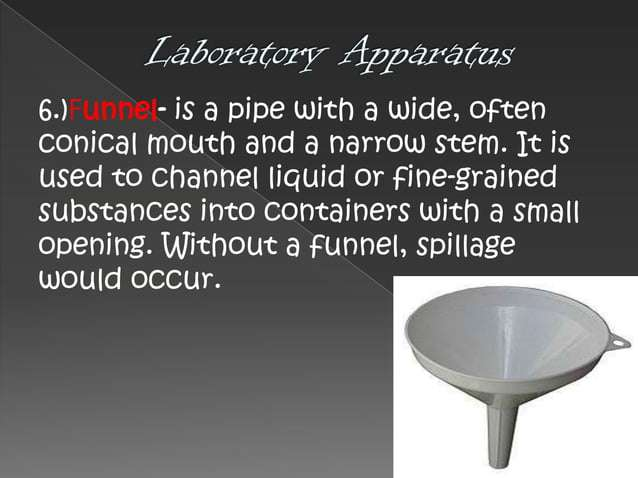 Laboratory Apparatus
6.)Funnel- is a pipe with a wide, often
conical mouth and a narrow stem. It is
used to channel liquid or fine-grained
substances into containers with a small
opening. Without a funnel, spillage
would occur.